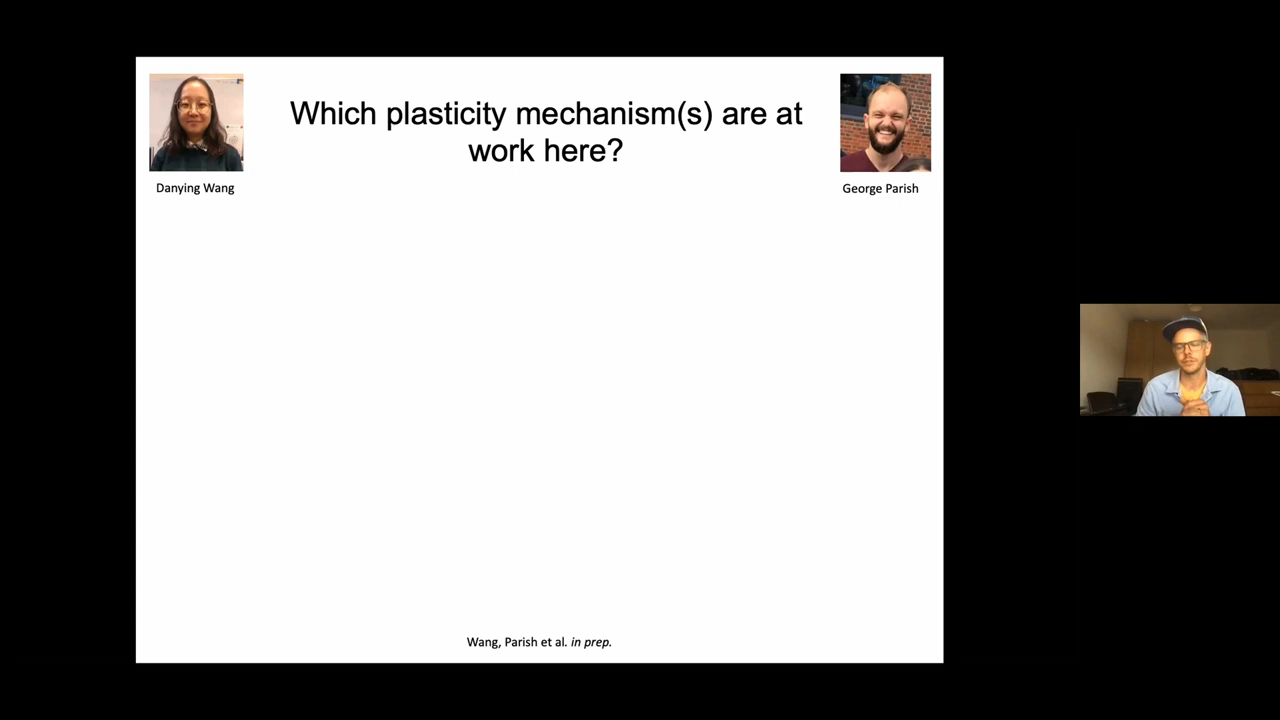 Which plasticity mechanism(s) are at
work here?
Danying Wang
George Parish
Wang, Parish et al. in prep.